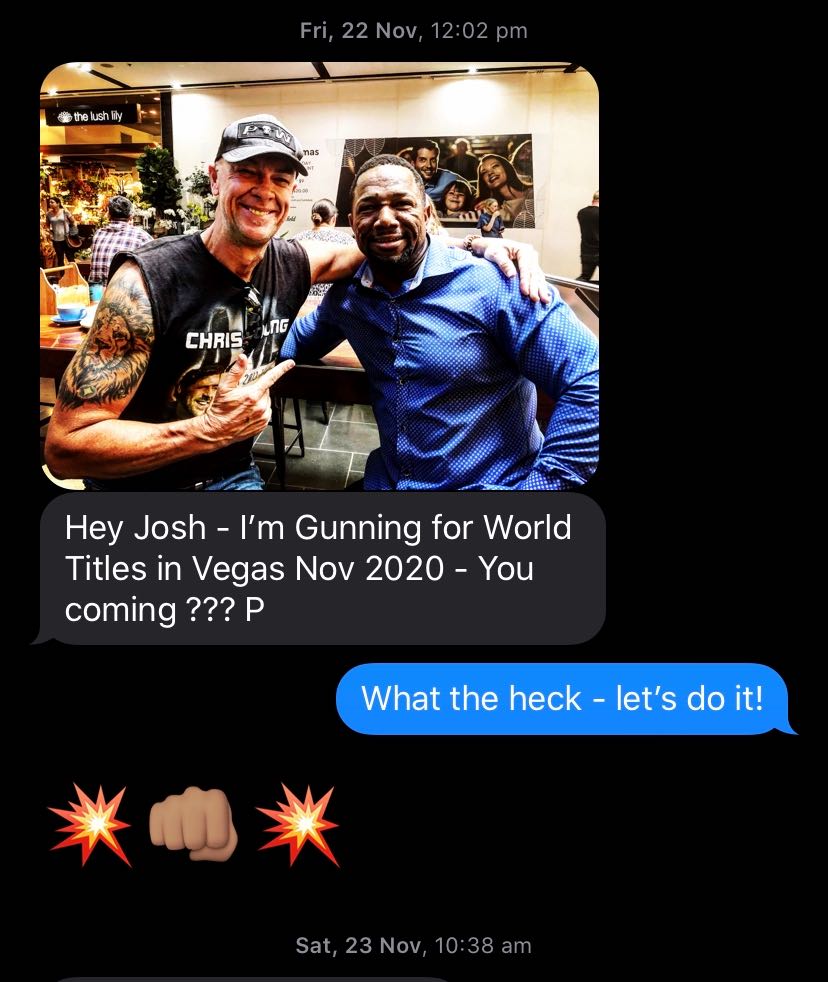 Fri, 22 Nov, 12:02 pm
the lush lily
mas
CHRIS
Hey Josh - I’m Gunning for World
Titles in Vegas Nov 2020 - You
coming ??? P
What the heck - let’s do it!
💥👊🏽💥
Sat, 23 Nov, 10:38 am